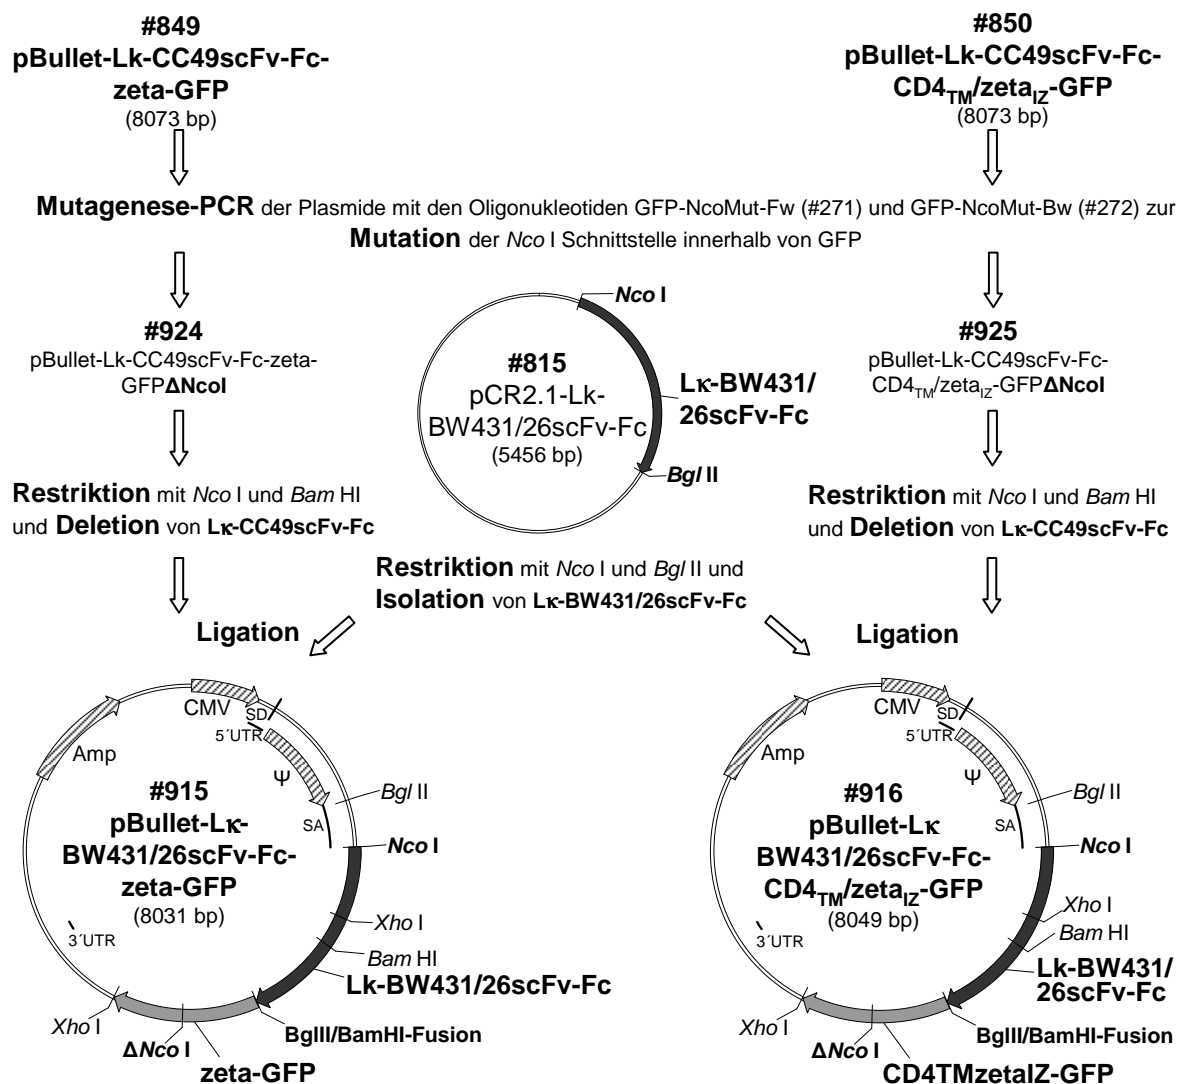 #849
pBullet-Lk-CC49scFv-Fc-
zeta-GFP
(8073 bp)
#850
pBullet-Lk-CC49scFv-Fc-
CD4TM/zetaIZ-GFP
(8073 bp)
Mutagenese-PCR der Plasmide mit den Oligonukleotiden GFP-NcoMut-Fw (#271) und GFP-NcoMut-Bw (#272) zur
Mutation der Nco I Schnittstelle innerhalb von GFP
#924
pBullet-Lk-CC49scFv-Fc-zeta-
GFPΔNcoI
Nco I
#815
pCR2.1-Lk-
BW431/26scFv-Fc
(5456 bp)
Lκ-BW431/
26scFv-Fc
Bgl II
#925
pBullet-Lk-CC49scFv-Fc-
CD4TM/zetaIZ-GFPΔNcoI
Restriktion mit Nco I und Bam HI
und Deletion von Lκ-CC49scFv-Fc
Restriktion mit Nco I und Bam HI
und Deletion von Lκ-CC49scFv-Fc
Restriktion mit Nco I und Bgl II und
Isolation von Lκ-BW431/26scFv-Fc
Ligation
Ligation
CMV
SD
5´UTR
Amp
Ψ
Bgl II
SA
Nco I
#915
pBullet-Lκ-
BW431/26scFv-Fc-
zeta-GFP
(8031 bp)
Xho I
3´UTR
Bam HI
Lk-BW431/26scFv-Fc
Xho I
BglII/BamHI-Fusion
ΔNco I
zeta-GFP
CMV
SD
5´UTR
Amp
Ψ
Bgl II
SA
Nco I
#916
pBullet-Lκ
BW431/26scFv-Fc-
CD4TM/zetaIZ-GFP
(8049 bp)
Xho I
3´UTR
Bam HI
Lk-BW431/
26scFv-Fc
Xho I
BglII/BamHI-Fusion
ΔNco I
CD4TMzetaIZ-GFP